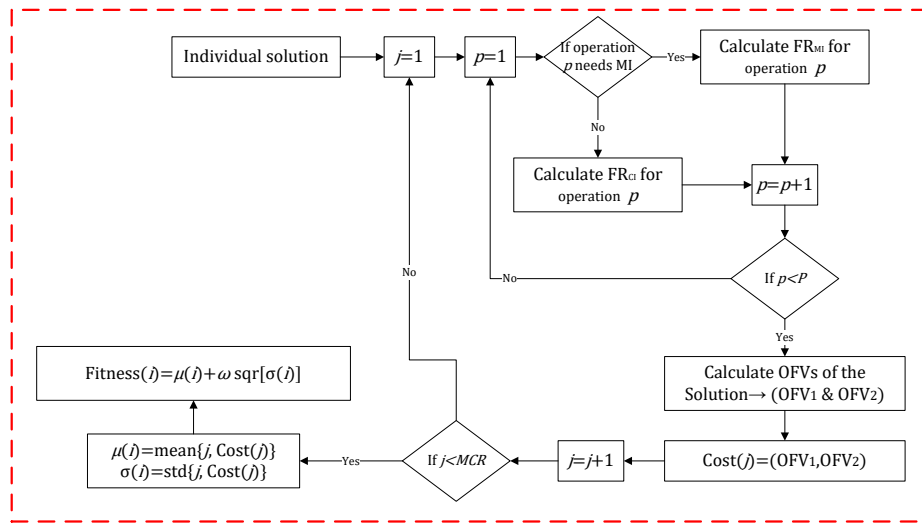 Individual solution
j=1
p=1
If operation
p needs MI
Yes
Calculate FRMI for
operation p
No
Calculate FRCI for
operation p
p=p+1
If p<P
No
Yes
Calculate OFVs of the
Solution→ (OFV1 & OFV2)
Cost(j)=(OFV1,OFV2)
j=j+1
If j<MCR
No
Yes
μ(i)=mean{j, Cost(j)}
σ(i)=std{j, Cost(j)}
Fitness(i)=μ(i)+ω sqr[σ(i)]